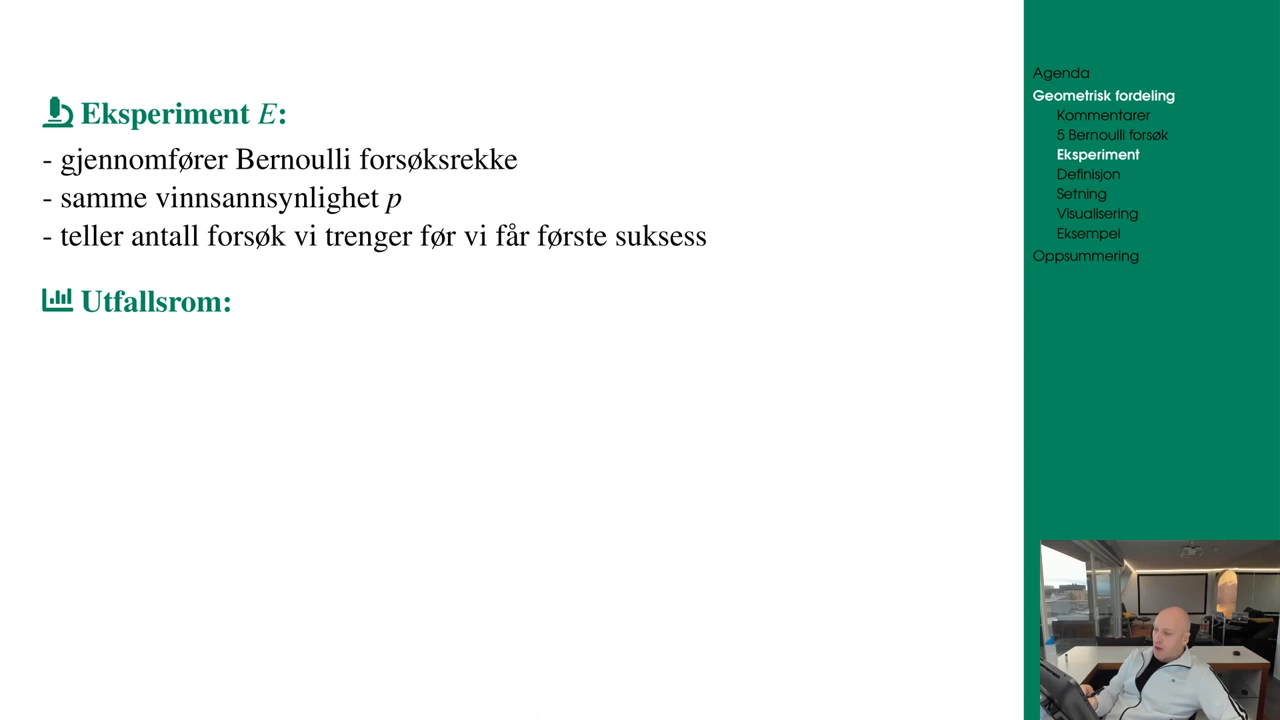 Eksperiment E:
- gjennomfører Bernoulli forsøksrekke
- samme vinnsannsynlighet p
- teller antall forsøk vi trenger før vi får første suksess
Utfallsrom:
Agenda
Geometrisk fordeling
Kommentarer
5 Bernoulli forsøk
Eksperiment
Definisjon
Setning
Visualisering
Eksempel
Oppsummering